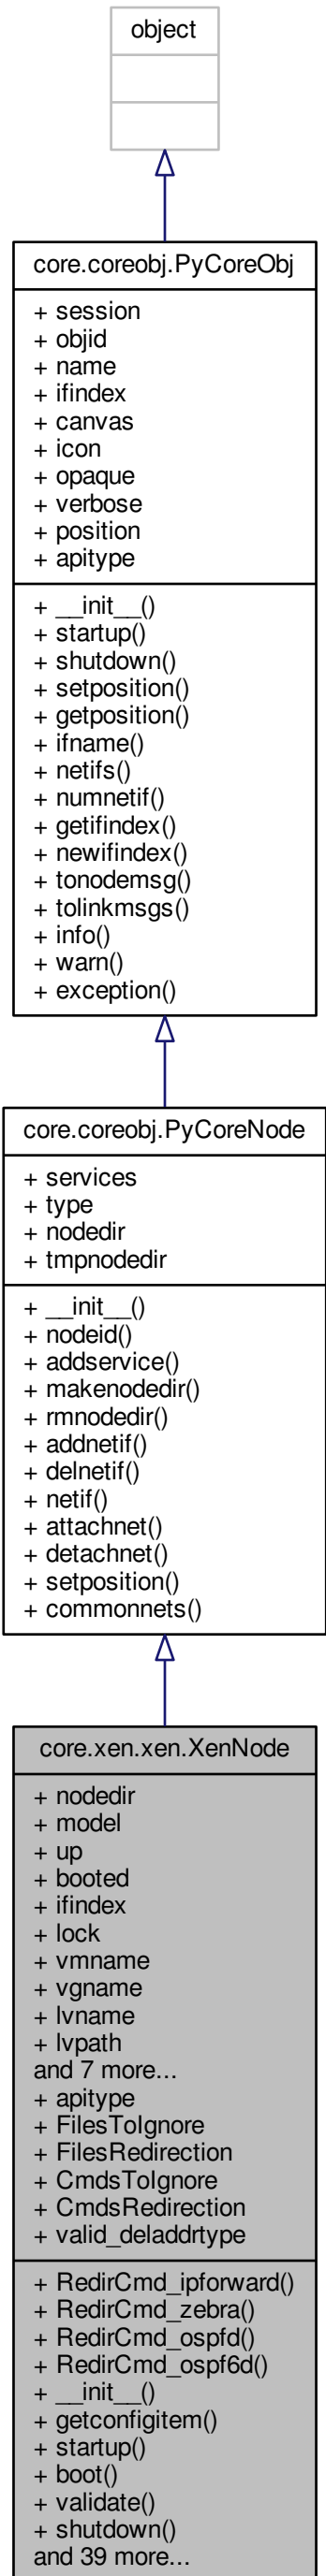 object
core.coreobj.PyCoreObj
+ session
+ objid
+ name
+ ifindex
+ canvas
+ icon
+ opaque
+ verbose
+ position
+ apitype
+ __init__()
+ startup()
+ shutdown()
+ setposition()
+ getposition()
+ ifname()
+ netifs()
+ numnetif()
+ getifindex()
+ newifindex()
+ tonodemsg()
+ tolinkmsgs()
+ info()
+ warn()
+ exception()
core.coreobj.PyCoreNode
+ services
+ type
+ nodedir
+ tmpnodedir
+ __init__()
+ nodeid()
+ addservice()
+ makenodedir()
+ rmnodedir()
+ addnetif()
+ delnetif()
+ netif()
+ attachnet()
+ detachnet()
+ setposition()
+ commonnets()
core.xen.xen.XenNode
+ nodedir
+ model
+ up
+ booted
+ ifindex
+ lock
+ vmname
+ vgname
+ lvname
+ lvpath
and 7 more...
+ apitype
+ FilesToIgnore
+ FilesRedirection
+ CmdsToIgnore
+ CmdsRedirection
+ valid_deladdrtype
+ RedirCmd_ipforward()
+ RedirCmd_zebra()
+ RedirCmd_ospfd()
+ RedirCmd_ospf6d()
+ __init__()
+ getconfigitem()
+ startup()
+ boot()
+ validate()
+ shutdown()
and 39 more...